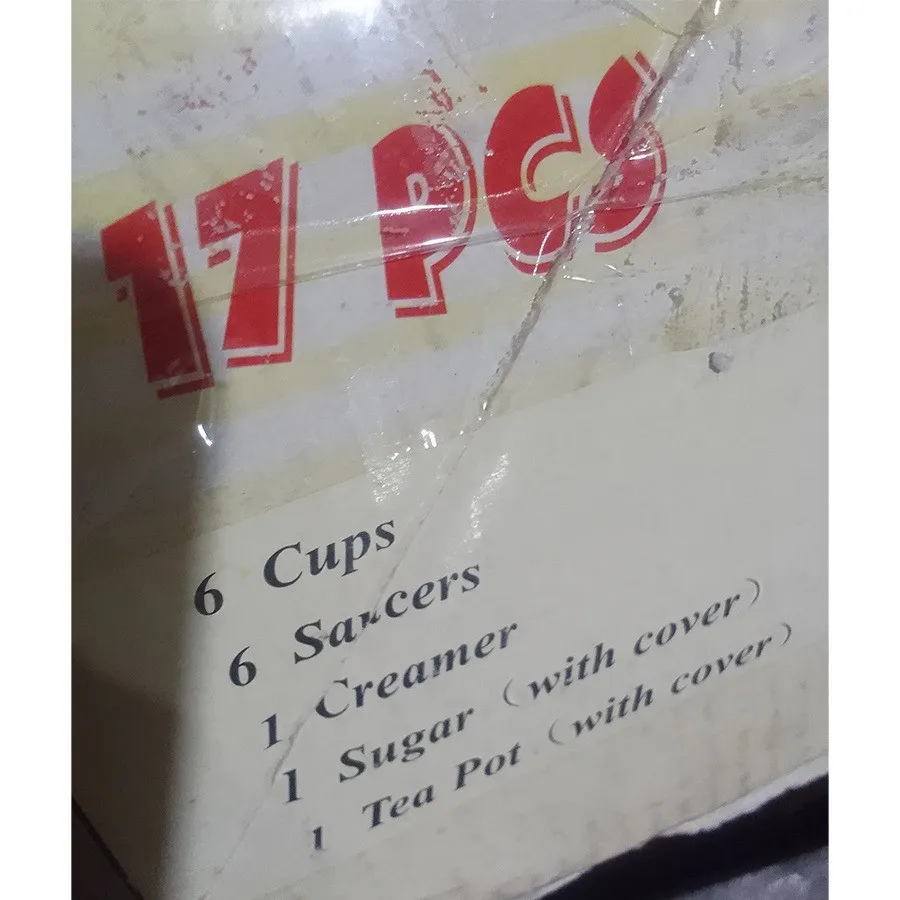 17 PCS
6 Cups
6 Saucers
1 Creamer
1 Sugar (with cover)
1 Tea Pot (with cover)